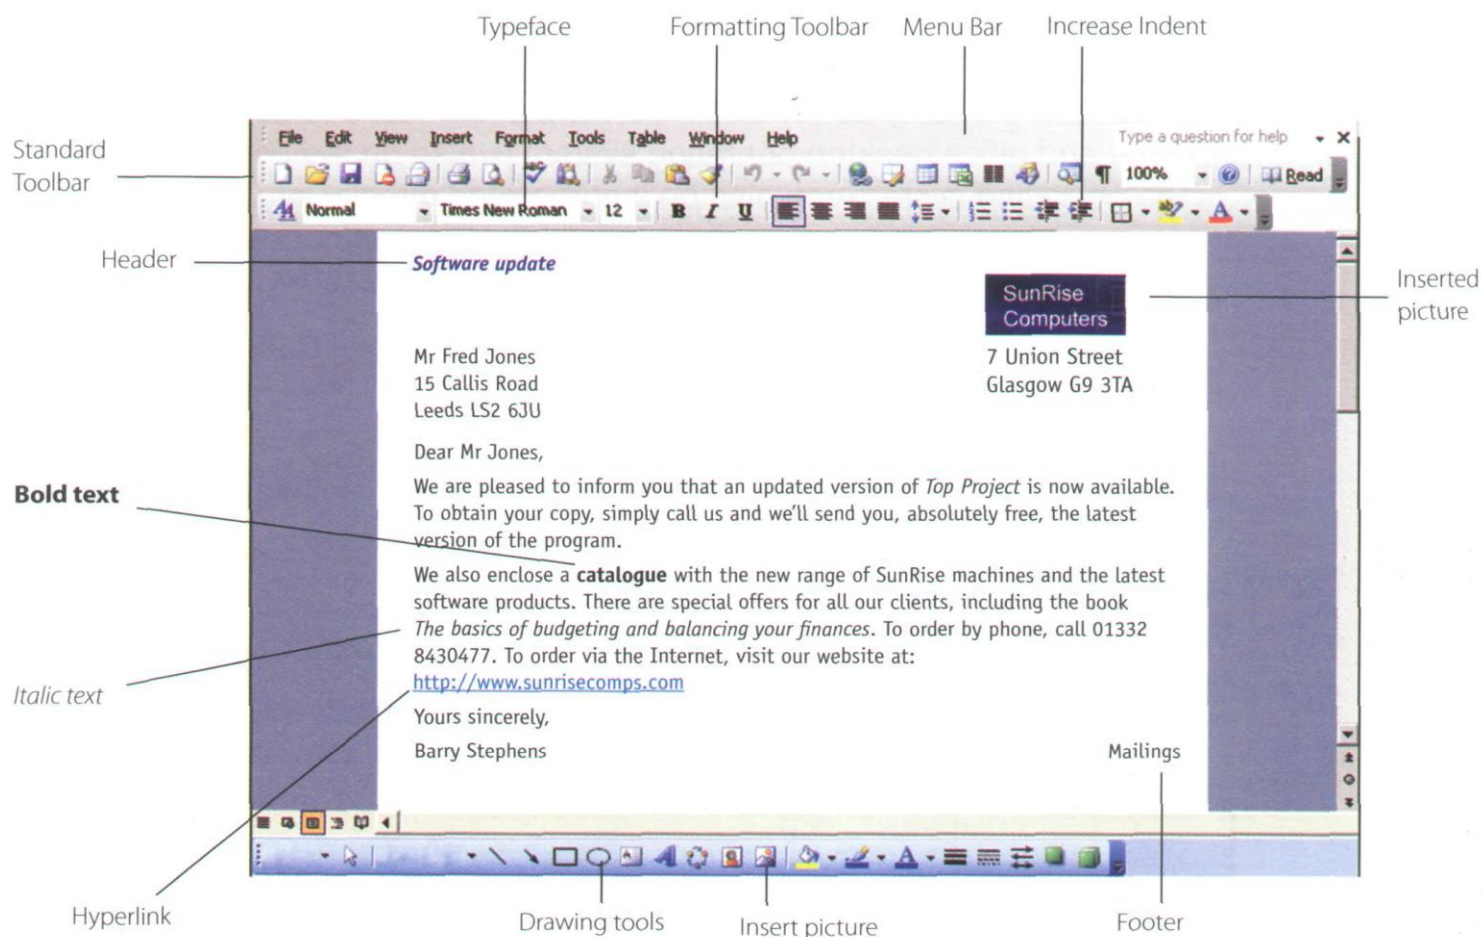 Typeface
Formatting Toolbar
Menu Bar
Increase Indent
Standard
Toolbar
File Edit View Insert Format Tools Table Window Help
Type a question for help
100%
Read
Normal
Times New Roman
12
B I U
Header
Software update
SunRise
Computers
Inserted
picture
Mr Fred Jones
15 Callis Road
Leeds LS2 6JU
7 Union Street
Glasgow G9 3TA
Dear Mr Jones,
We are pleased to inform you that an updated version of Top Project is now available.
To obtain your copy, simply call us and we'll send you, absolutely free, the latest
version of the program.
Bold text
We also enclose a catalogue with the new range of SunRise machines and the latest
software products. There are special offers for all our clients, including the book
The basics of budgeting and balancing your finances. To order by phone, call 01332
8430477. To order via the Internet, visit our website at:
http://www.sunrisecomps.com
Italic text
Yours sincerely,
Barry Stephens
Mailings
Hyperlink
Drawing tools
Insert picture
Footer